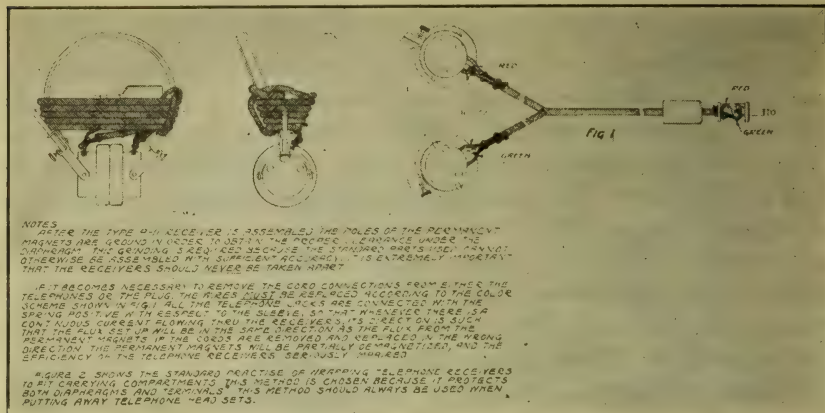 RED
RED
GREEN
FIG 1
GREEN
NOTES
AFTER THE TYPE RECEIVER IS ASSEMBLED THE POLES OF THE PERMANENT
MAGNETS ARE GROUND IN ORDER TO OBTAIN THE PROPER CLEARANCE UNDER THE
DIAPHRAGM THIS GRINDING IS REQUIRED BECAUSE THE STANDARD PARTS USED CANNOT
OTHERWISE BE ASSEMBLED WITH SUFFICIENT ACCURACY. IT IS EXTREMELY IMPORTANT
THAT THE RECEIVERS SHOULD NEVER BE TAKEN APART
IF IT BECOMES NECESSARY TO REMOVE THE CORD CONNECTIONS FROM EITHER THE
TELEPHONES OR THE PLUG, THE WIRES MUST BE REPLACED ACCORDING TO THE COLOR
SCHEME SHOWN IN FIG. 1 ALL THE TELEPHONE JACKS ARE CONNECTED WITH THE
SPRING POSITIVE WITH RESPECT TO THE SLEEVE, SO THAT WHENEVER THERE IS A
CONTINUOUS CURRENT FLOWING THRU THE RECEIVERS, ITS DIRECTION IS SUCH
THAT THE FLUX SET UP WILL BE IN THE SAME DIRECTION AS THE FLUX FROM THE
PERMANENT MAGNETS IF THE CORDS ARE REMOVED AND REPLACED IN THE WRONG
DIRECTION THE PERMANENT MAGNETS WILL BE PARTIALLY DEMAGNETIZED, AND THE
EFFICIENCY OF THE TELEPHONE RECEIVERS SERIOUSLY IMPAIRED
FIGURE 2 SHOWS THE STANDARD PRACTISE OF WRAPPING TELEPHONE RECEIVERS
TO FIT CARRYING COMPARTMENTS THIS METHOD IS CHOSEN BECAUSE IT PROTECTS
BOTH DIAPHRAGMS AND TERMINALS THIS METHOD SHOULD ALWAYS BE USED WHEN
PUTTING AWAY TELEPHONE HEAD SETS.